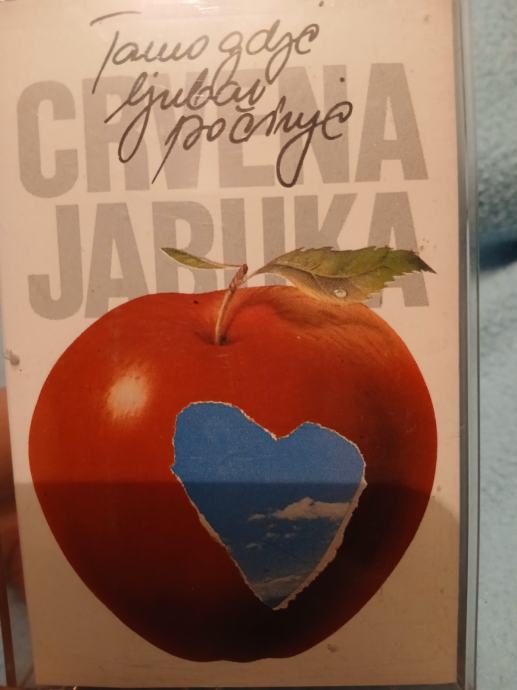 Tamo gdje
ljubav
počinje
CRVENA
JABUKA